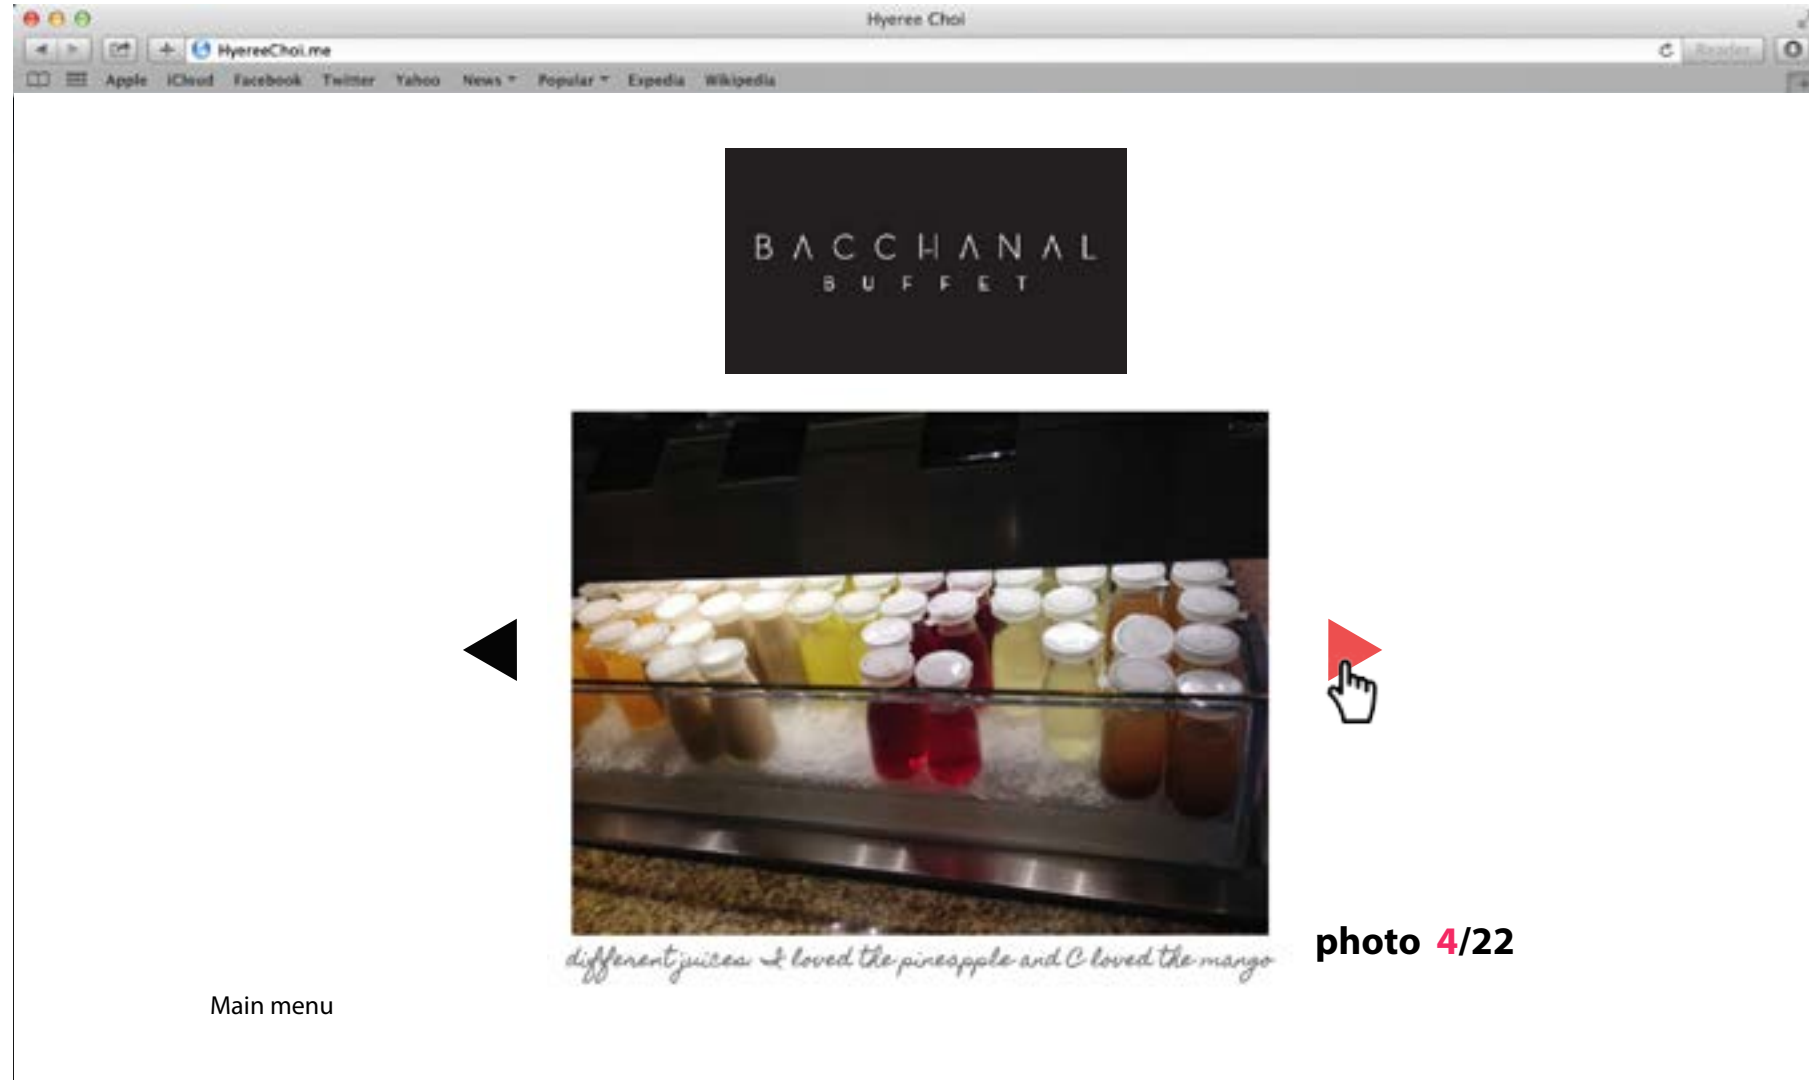 Hyeree Choi
HyereeChoi.me
Reader
Apple iCloud Facebook Twitter Yahoo News Popular Expedia Wikipedia
BACCHANAL
BUFFET
different juices. I loved the pineapple and C loved the mango
photo 4/22
Main menu